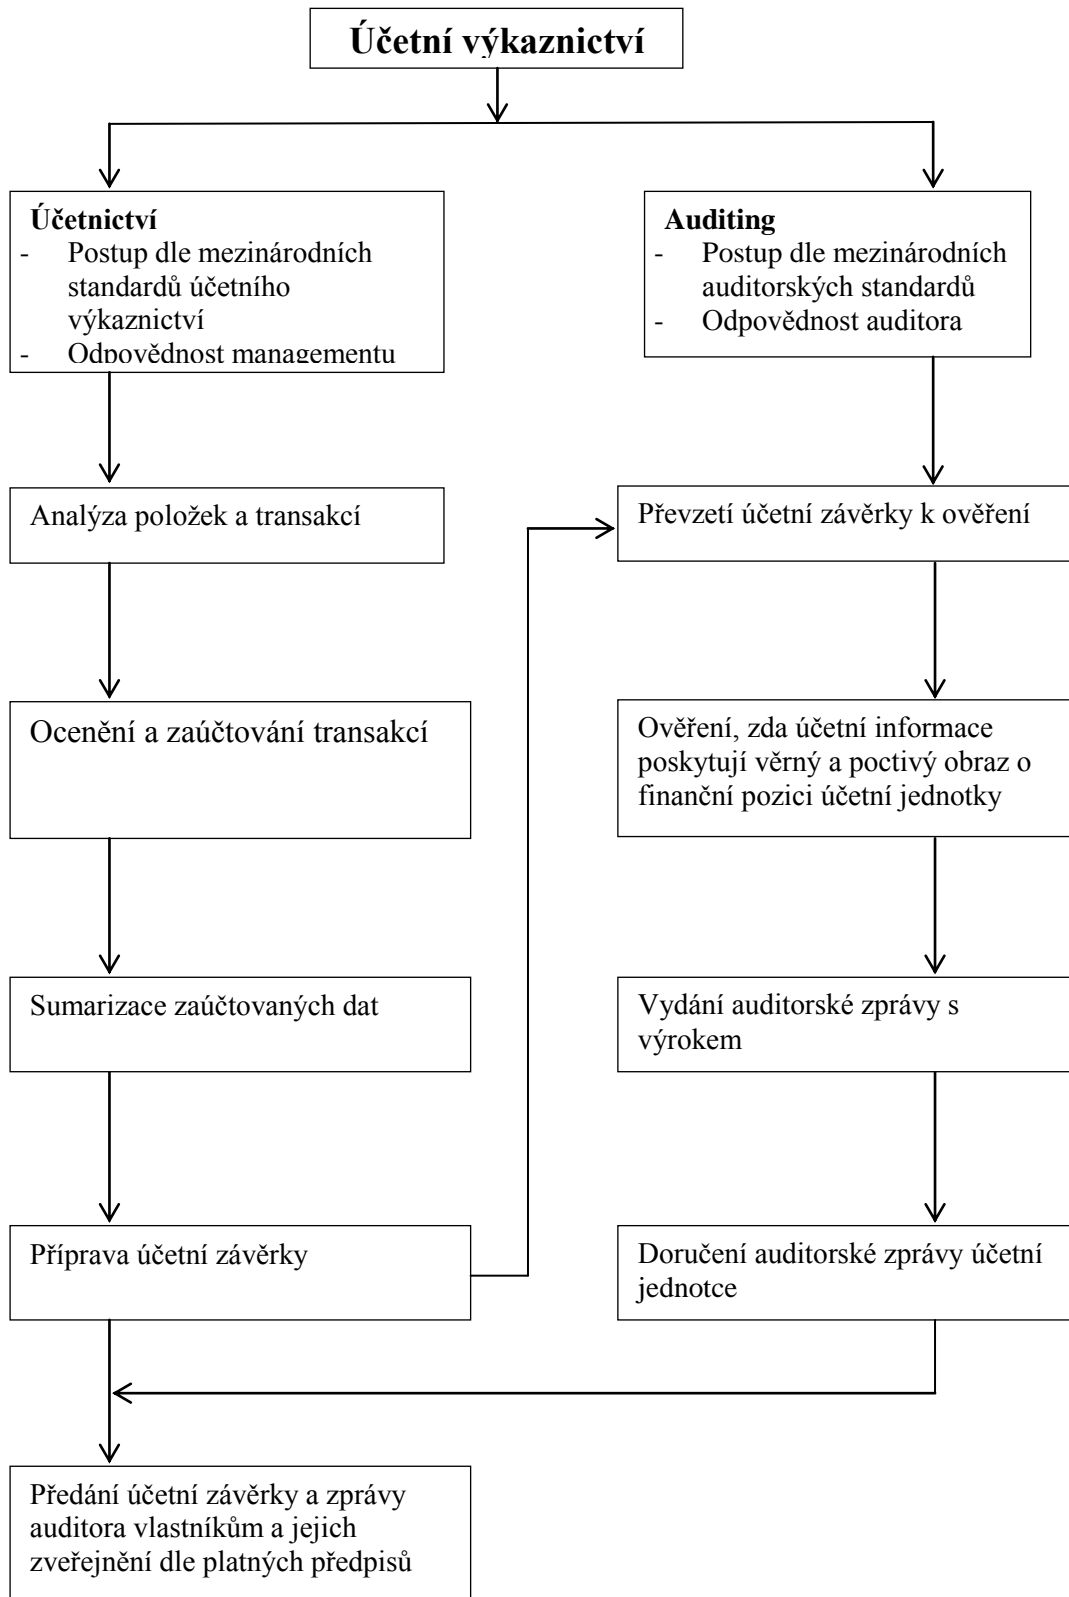 Účetní výkaznictví
Účetnictví
- Postup dle mezinárodních
standardů účetního
výkaznictví
- Odpovědnost managementu
Auditing
- Postup dle mezinárodních
auditorských standardů
- Odpovědnost auditora
Analýza položek a transakcí
Převzetí účetní závěrky k ověření
Ocenění a zaúčtování transakcí
Ověření, zda účetní informace
poskytují věrný a poctivý obraz o
finanční pozici účetní jednotky
Sumarizace zaúčtovaných dat
Vydání auditorské zprávy s
výrokem
Příprava účetní závěrky
Doručení auditorské zprávy účetní
jednotce
Předání účetní závěrky a zprávy
auditora vlastníkům a jejich
zveřejnění dle platných předpisů